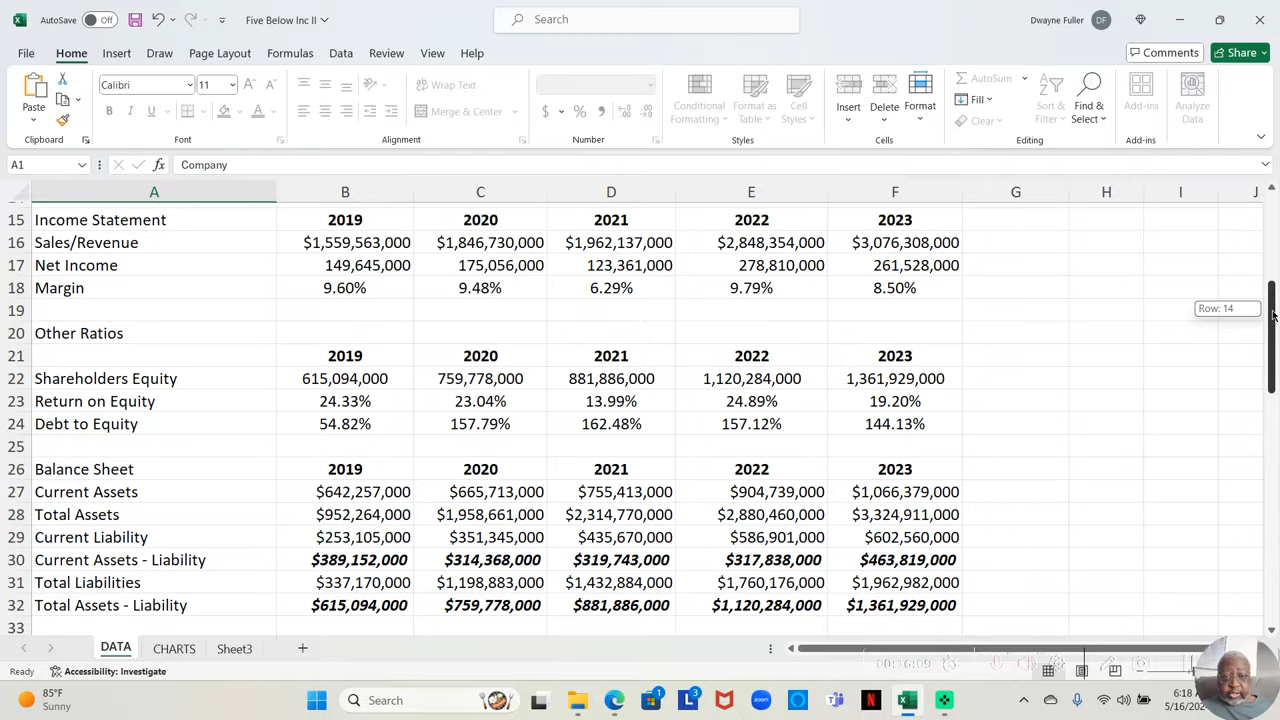 AutoSave Off Five Below Inc II Search Dwayne Fuller DF
File Home Insert Draw Page Layout Formulas Data Review View Help Comments Share
Paste Calibri 11 Wrap Text Merge & Center Conditional Formatting Format as Table Cell Styles Insert Delete Format AutoSum Fill Clear Sort & Filter Find & Select Add-ins Analyze Data
Clipboard Font Alignment Number Styles Cells Editing Add-ins
A1 Company
A B C D E F G H I J
15 Income Statement 2019 2020 2021 2022 2023
16 Sales/Revenue $1,559,563,000 $1,846,730,000 $1,962,137,000 $2,848,354,000 $3,076,308,000
17 Net Income 149,645,000 175,056,000 123,361,000 278,810,000 261,528,000
18 Margin 9.60% 9.48% 6.29% 9.79% 8.50%
19 Row: 14
20 Other Ratios
21 2019 2020 2021 2022 2023
22 Shareholders Equity 615,094,000 759,778,000 881,886,000 1,120,284,000 1,361,929,000
23 Return on Equity 24.33% 23.04% 13.99% 24.89% 19.20%
24 Debt to Equity 54.82% 157.79% 162.48% 157.12% 144.13%
25
26 Balance Sheet 2019 2020 2021 2022 2023
27 Current Assets $642,257,000 $665,713,000 $755,413,000 $904,739,000 $1,066,379,000
28 Total Assets $952,264,000 $1,958,661,000 $2,314,770,000 $2,880,460,000 $3,324,911,000
29 Current Liability $253,105,000 $351,345,000 $435,670,000 $586,901,000 $602,560,000
30 Current Assets - Liability $389,152,000 $314,368,000 $319,743,000 $317,838,000 $463,819,000
31 Total Liabilities $337,170,000 $1,198,883,000 $1,432,884,000 $1,760,176,000 $1,962,982,000
32 Total Assets - Liability $615,094,000 $759,778,000 $881,886,000 $1,120,284,000 $1,361,929,000
33
DATA CHARTS Sheet3
Ready Accessibility: Investigate
85°F Sunny Search 1 3 zoom 6:18
5/16